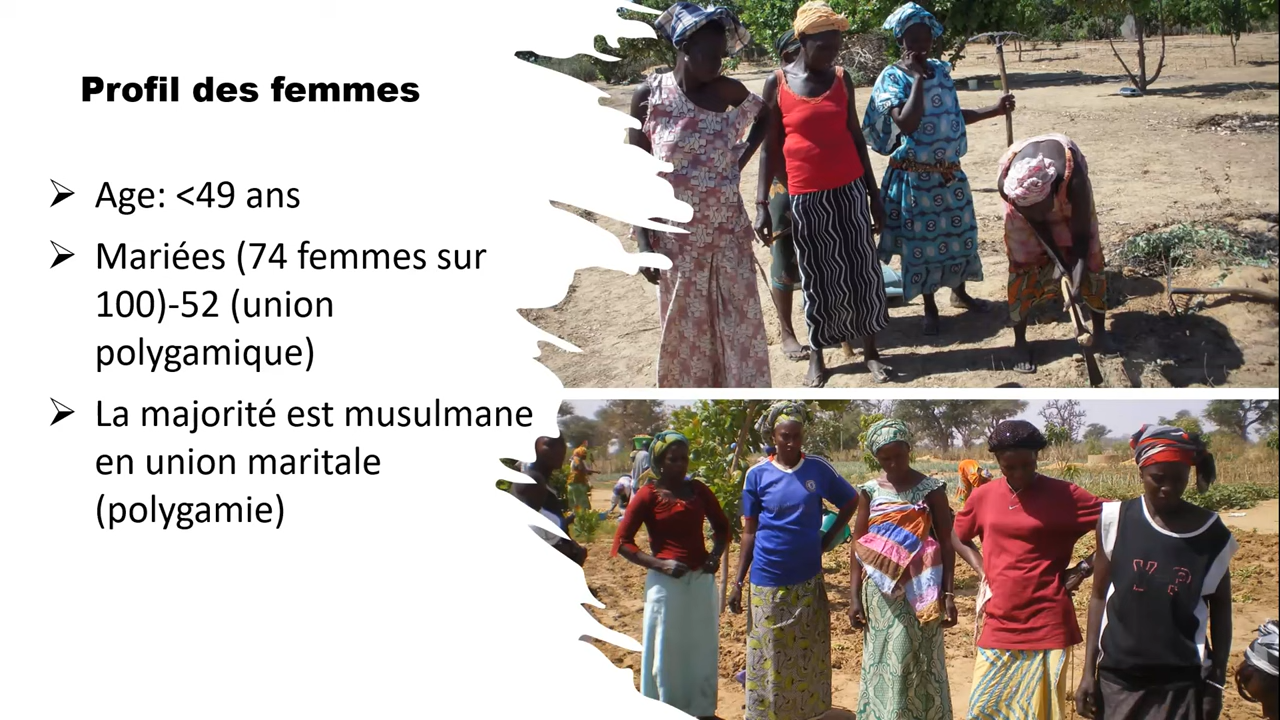 Profil des femmes
Age: <49 ans
Mariées (74 femmes sur
100)-52 (union
polygamique)
La majorité est musulmane
en union maritale
(polygamie)